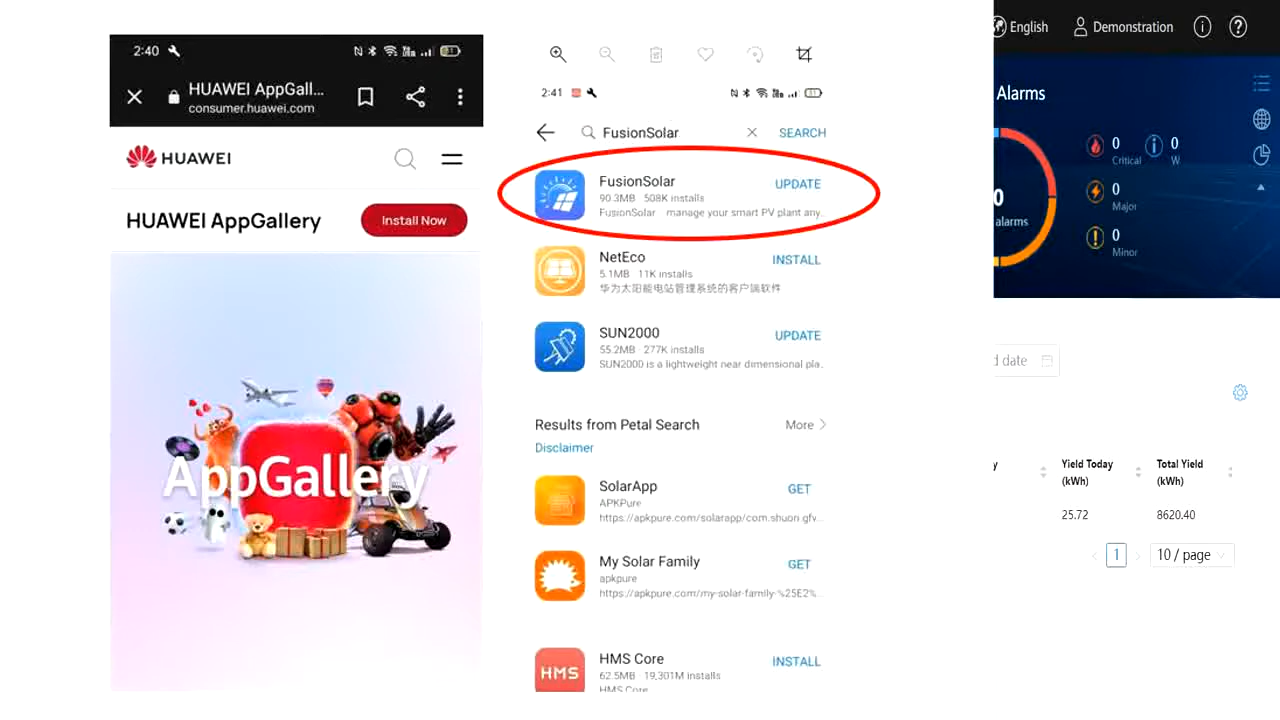 2:40
HUAWEI AppGall...
consumer.huawei.com
HUAWEI
HUAWEI AppGallery
Install Now
AppGallery
2:41
FusionSolar
SEARCH
FusionSolar
UPDATE
90.3MB 508K installs
FusionSolar manage your smart PV plant any..
NetEco
INSTALL
5.1MB 11K installs
华为太阳能电站管理系统的客户端软件
SUN2000
UPDATE
55.2MB 277K installs
SUN2000 is a lightweight near dimensional pla..
Results from Petal Search
More
Disclaimer
SolarApp
GET
APKPure
https://apkpure.com/solarapp/com.shuon.gfv...
My Solar Family
GET
apkpure
https://apkpure.com/my-solar-family-%25E2%...
HMS
HMS Core
INSTALL
62.5MB · 19,301M installs
HMS Core
English
Demonstration
Alarms
0
Critical
0
W
0
Major
0
Minor
0
alarms
d date
y
Yield Today
(kWh)
Total Yield
(kWh)
25.72
8620.40
1
10 / page